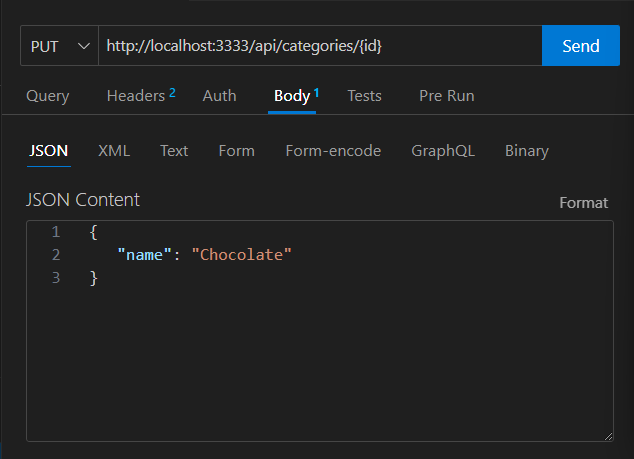 PUT http://localhost:3333/api/categories/{id} Send
Query Headers 2 Auth Body 1 Tests Pre Run
JSON XML Text Form Form-encode GraphQL Binary
JSON Content Format
1 {
2 "name": "Chocolate"
3 }